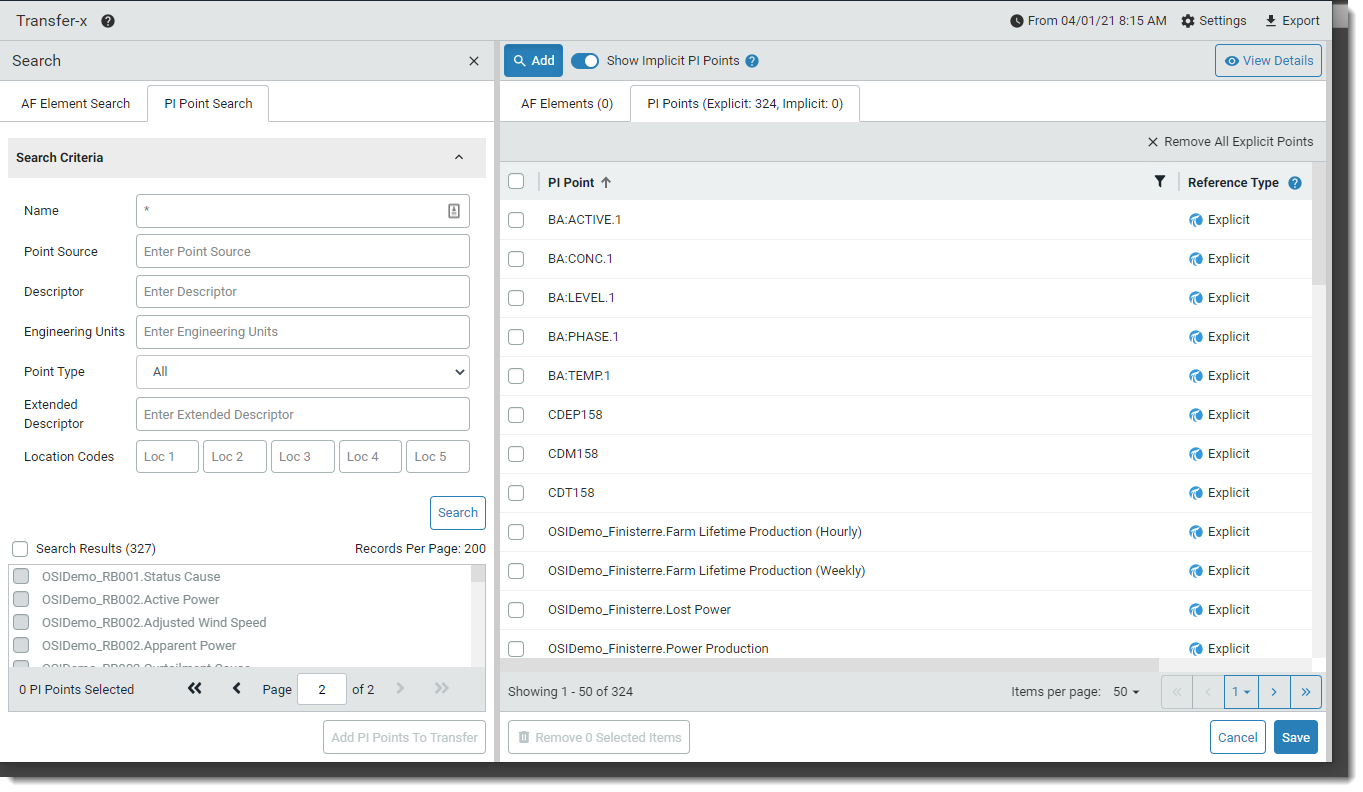 Transfer-x
From 04/01/21 8:15 AM Settings Export
Search
AF Element Search PI Point Search
Search Criteria
Name *
Point Source Enter Point Source
Descriptor Enter Descriptor
Engineering Units Enter Engineering Units
Point Type All
Extended
Descriptor
Enter Extended Descriptor
Location Codes Loc 1 Loc 2 Loc 3 Loc 4 Loc 5
Search
Search Results (327) Records Per Page: 200
OSIDemo_RB001.Status Cause
OSIDemo_RB002.Active Power
OSIDemo_RB002.Adjusted Wind Speed
OSIDemo_RB002.Apparent Power
OSIDemo_RB002.Curtailment Cause
0 PI Points Selected Page 2 of 2
Add PI Points To Transfer
Add Show Implicit PI Points View Details
AF Elements (0) PI Points (Explicit: 324, Implicit: 0)
Remove All Explicit Points
PI Point Reference Type
BA:ACTIVE.1 Explicit
BA:CONC.1 Explicit
BA:LEVEL.1 Explicit
BA:PHASE.1 Explicit
BA:TEMP.1 Explicit
CDEP158 Explicit
CDM158 Explicit
CDT158 Explicit
OSIDemo_Finisterre.Farm Lifetime Production (Hourly) Explicit
OSIDemo_Finisterre.Farm Lifetime Production (Weekly) Explicit
OSIDemo_Finisterre.Lost Power Explicit
OSIDemo_Finisterre.Power Production Explicit
Showing 1 - 50 of 324 Items per page: 50 1
Remove 0 Selected Items Cancel Save